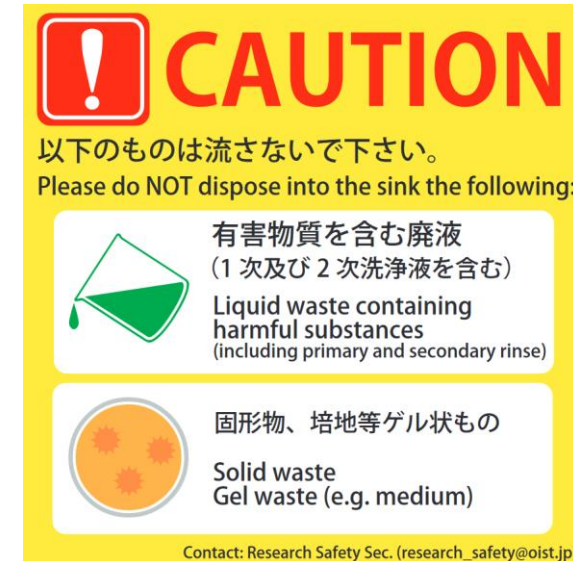 CAUTION
以下のものは流さないで下さい。
Please do NOT dispose into the sink the following:
有害物質を含む廃液
（1 次及び 2 次洗浄液を含む）
Liquid waste containing
harmful substances
(including primary and secondary rinse)
固形物、培地等ゲル状もの
Solid waste
Gel waste (e.g. medium)
Contact: Research Safety Sec. (research_safety@oist.jp